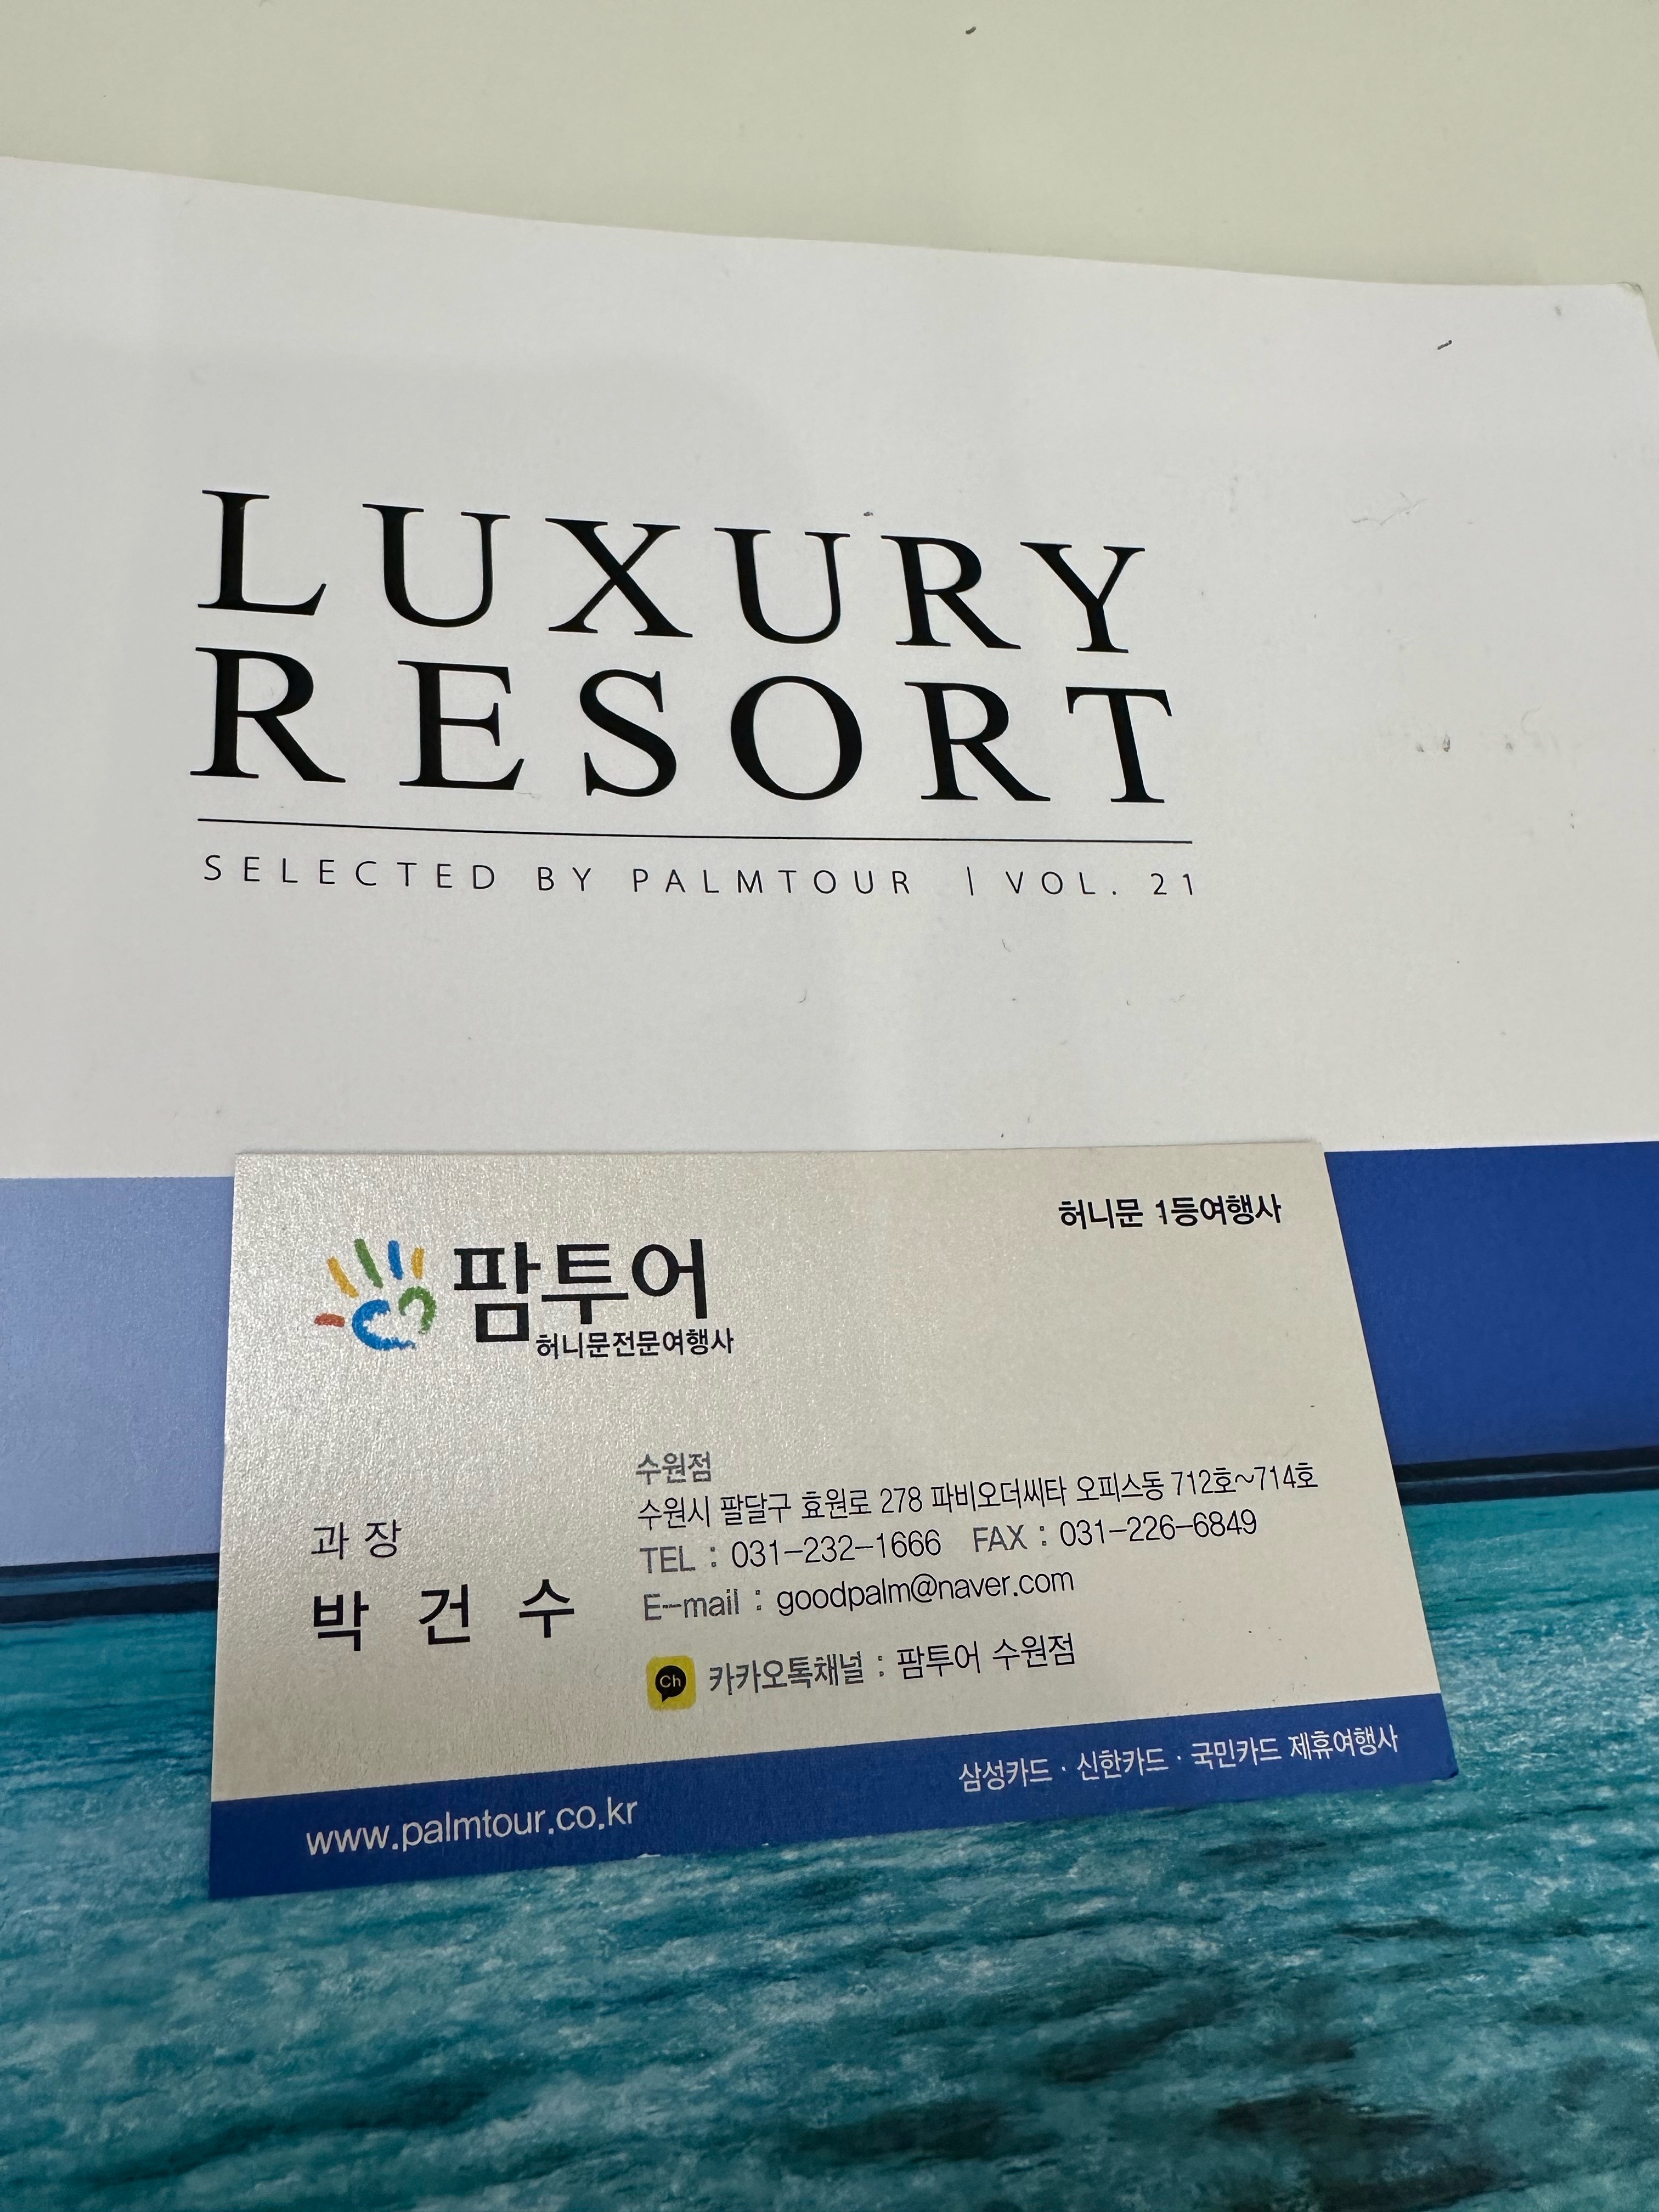 LUXURY
RESORT
SELECTED BY PALMTOUR | VOL. 21
허니문 1등여행사
팜투어
허니문전문여행사
수원점
수원시 팔달구 효원로 278 파비오더씨타 오피스동 712호~714호
TEL : 031-232-1666 FAX : 031-226-6849
E-mail : goodpalm@naver.com
과장
박 건 수
Ch 카카오톡채널 : 팜투어 수원점
삼성카드 · 신한카드 · 국민카드 제휴여행사
www.palmtour.co.kr